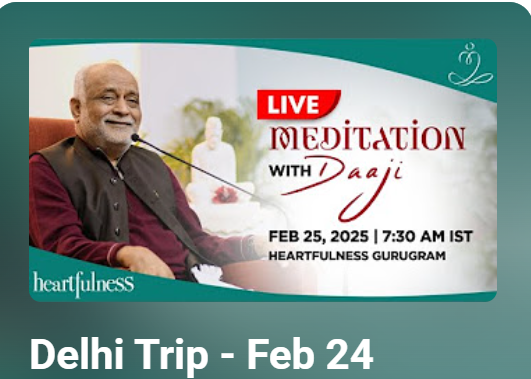 LIVE
MEDITATION
WITH Daaji
FEB 25, 2025 | 7:30 AM IST
HEARTFULNESS GURUGRAM
heartfulness
Delhi Trip - Feb 24